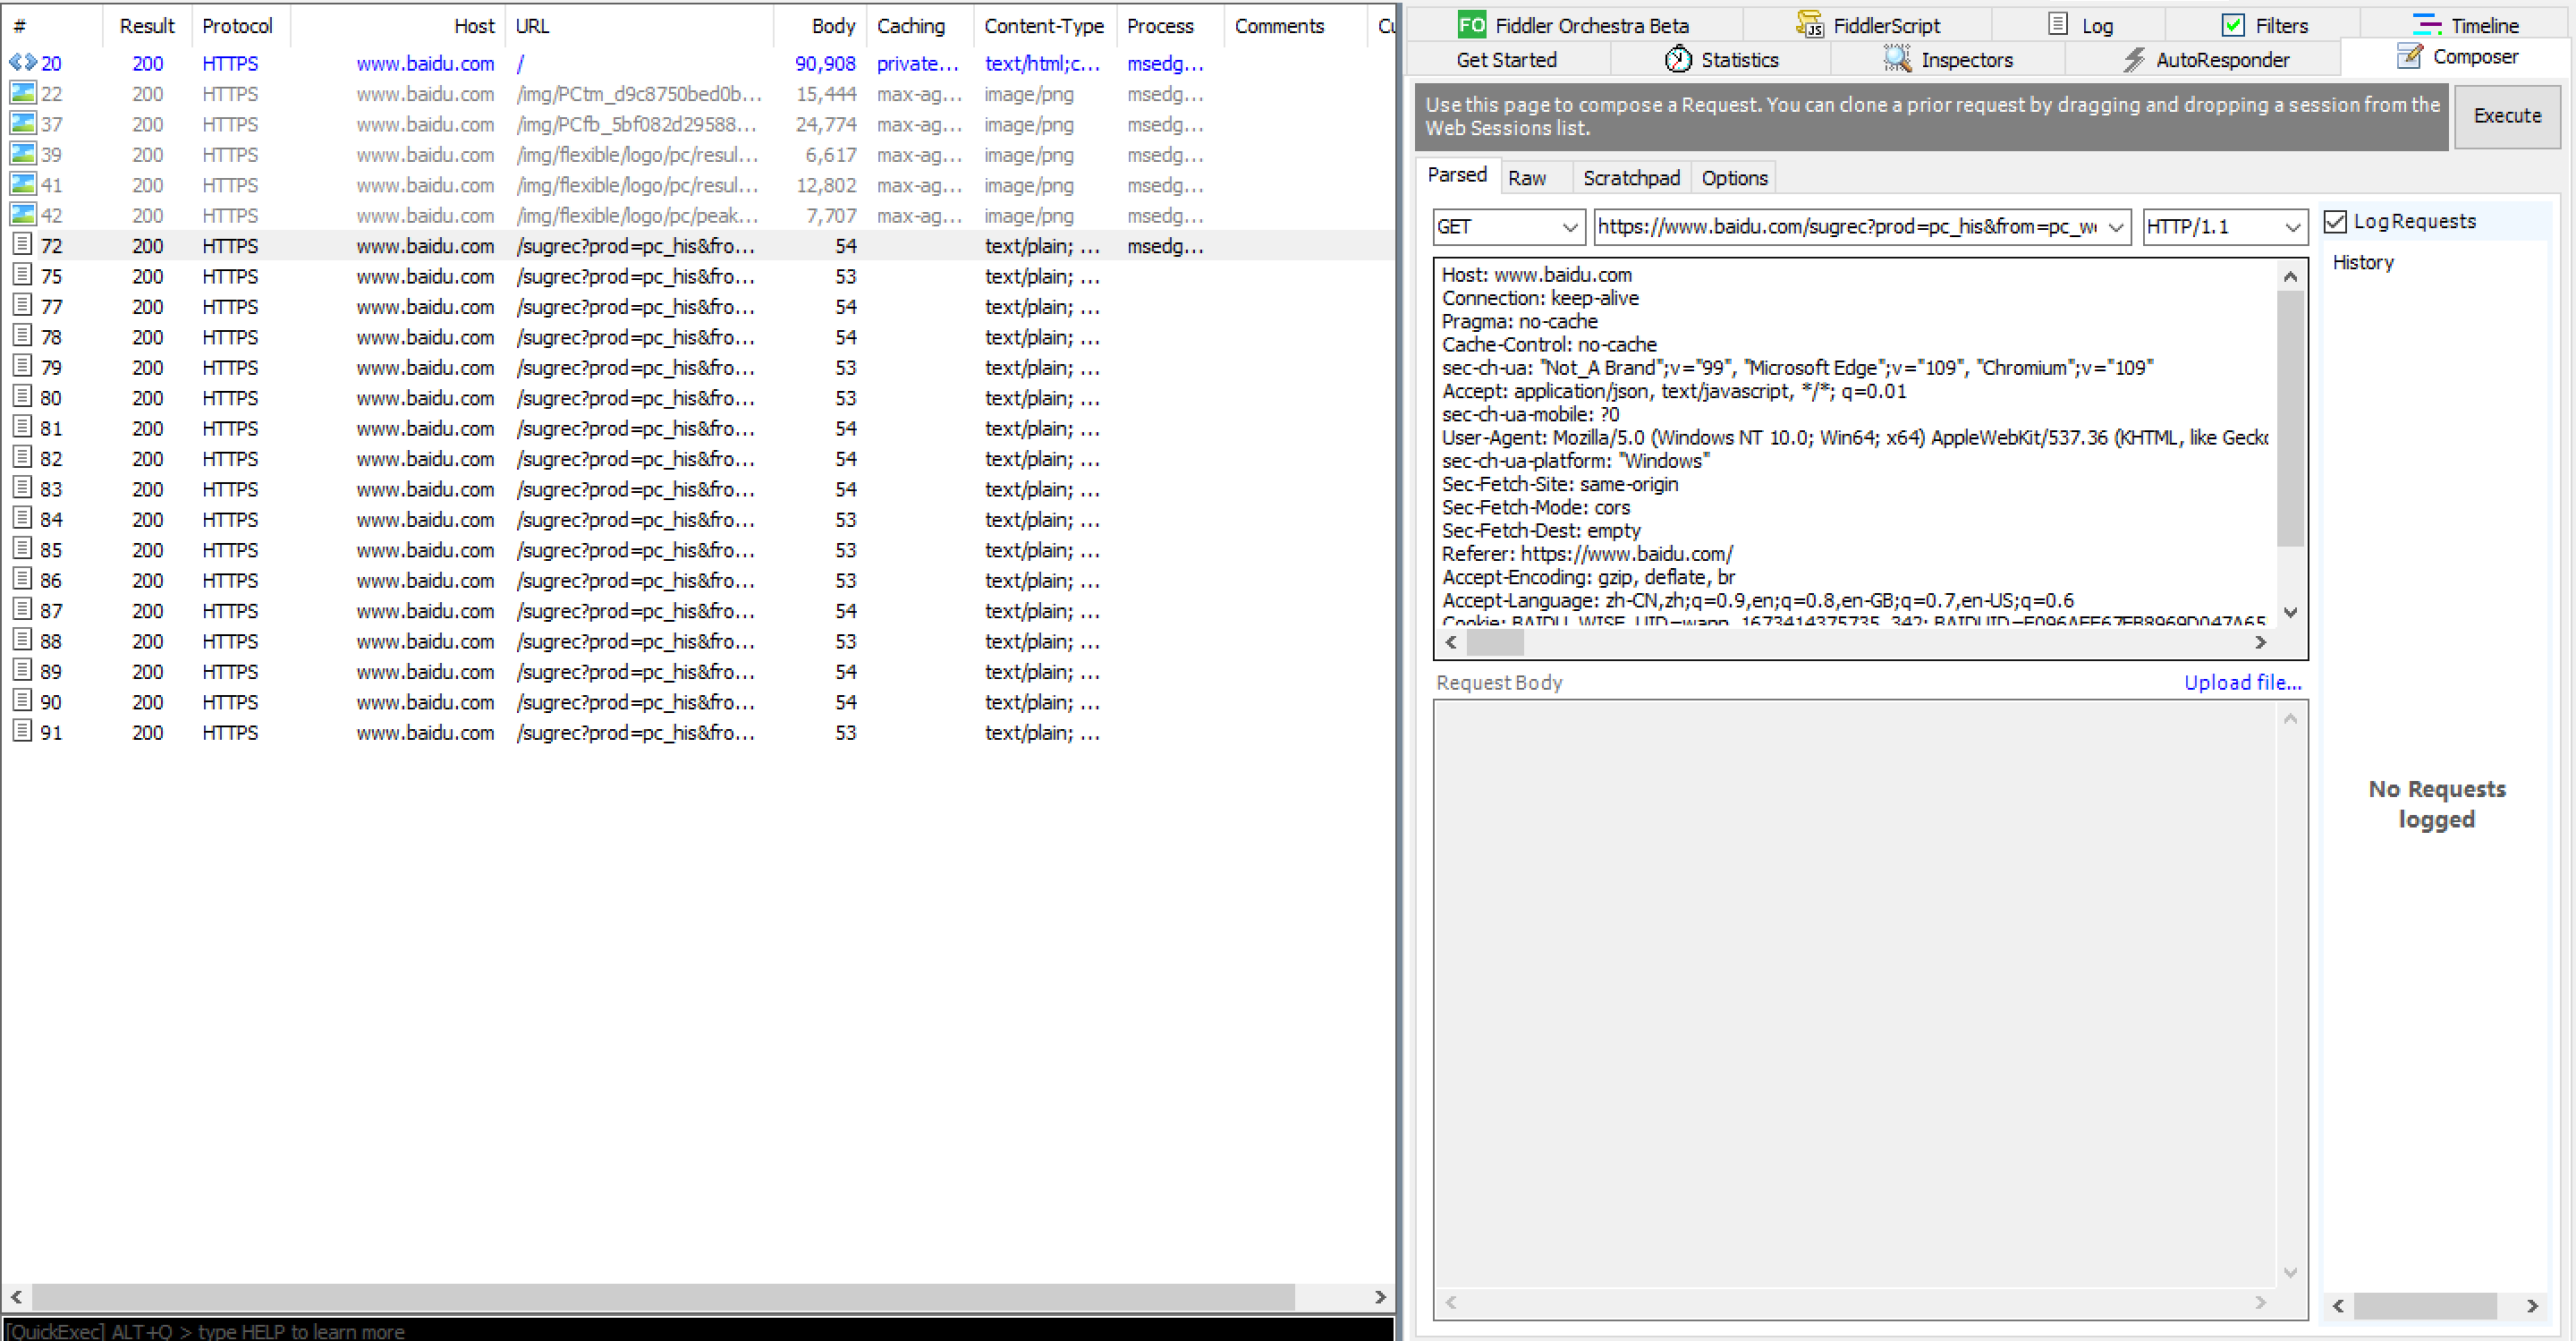 # Result Protocol Host URL Body Caching Content-Type Process Comments Cu
20 200 HTTPS www.baidu.com / 90,908 private... text/html;c... msedg...
22 200 HTTPS www.baidu.com /img/PCtm_d9c8750bed0b... 15,444 max-ag... image/png msedg...
37 200 HTTPS www.baidu.com /img/PCfb_5bf082d29588... 24,774 max-ag... image/png msedg...
39 200 HTTPS www.baidu.com /img/flexible/logo/pc/resul... 6,617 max-ag... image/png msedg...
41 200 HTTPS www.baidu.com /img/flexible/logo/pc/resul... 12,802 max-ag... image/png msedg...
42 200 HTTPS www.baidu.com /img/flexible/logo/pc/peak... 7,707 max-ag... image/png msedg...
72 200 HTTPS www.baidu.com /sugrec?prod=pc_his&fro... 54 text/plain; ... msedg...
75 200 HTTPS www.baidu.com /sugrec?prod=pc_his&fro... 53 text/plain; ...
77 200 HTTPS www.baidu.com /sugrec?prod=pc_his&fro... 54 text/plain; ...
78 200 HTTPS www.baidu.com /sugrec?prod=pc_his&fro... 54 text/plain; ...
79 200 HTTPS www.baidu.com /sugrec?prod=pc_his&fro... 53 text/plain; ...
80 200 HTTPS www.baidu.com /sugrec?prod=pc_his&fro... 53 text/plain; ...
81 200 HTTPS www.baidu.com /sugrec?prod=pc_his&fro... 54 text/plain; ...
82 200 HTTPS www.baidu.com /sugrec?prod=pc_his&fro... 54 text/plain; ...
83 200 HTTPS www.baidu.com /sugrec?prod=pc_his&fro... 54 text/plain; ...
84 200 HTTPS www.baidu.com /sugrec?prod=pc_his&fro... 53 text/plain; ...
85 200 HTTPS www.baidu.com /sugrec?prod=pc_his&fro... 53 text/plain; ...
86 200 HTTPS www.baidu.com /sugrec?prod=pc_his&fro... 53 text/plain; ...
87 200 HTTPS www.baidu.com /sugrec?prod=pc_his&fro... 54 text/plain; ...
88 200 HTTPS www.baidu.com /sugrec?prod=pc_his&fro... 53 text/plain; ...
89 200 HTTPS www.baidu.com /sugrec?prod=pc_his&fro... 54 text/plain; ...
90 200 HTTPS www.baidu.com /sugrec?prod=pc_his&fro... 54 text/plain; ...
91 200 HTTPS www.baidu.com /sugrec?prod=pc_his&fro... 53 text/plain; ...
[QuickExec] ALT+Q > type HELP to learn more
FO Fiddler Orchestra Beta JS FiddlerScript Log Filters Timeline
Get Started Statistics Inspectors AutoResponder Composer
Use this page to compose a Request. You can clone a prior request by dragging and dropping a session from the
Web Sessions list.
Execute
Parsed Raw Scratchpad Options
GET https://www.baidu.com/sugrec?prod=pc_his&from=pc_w HTTP/1.1
Log Requests
History
Host: www.baidu.com
Connection: keep-alive
Pragma: no-cache
Cache-Control: no-cache
sec-ch-ua: "Not_A Brand";v="99", "Microsoft Edge";v="109", "Chromium";v="109"
Accept: application/json, text/javascript, */*; q=0.01
sec-ch-ua-mobile: ?0
User-Agent: Mozilla/5.0 (Windows NT 10.0; Win64; x64) AppleWebKit/537.36 (KHTML, like Gecko
sec-ch-ua-platform: "Windows"
Sec-Fetch-Site: same-origin
Sec-Fetch-Mode: cors
Sec-Fetch-Dest: empty
Referer: https://www.baidu.com/
Accept-Encoding: gzip, deflate, br
Accept-Language: zh-CN,zh;q=0.9,en;q=0.8,en-GB;q=0.7,en-US;q=0.6
Cookie:
Request Body Upload file...
No Requests
logged